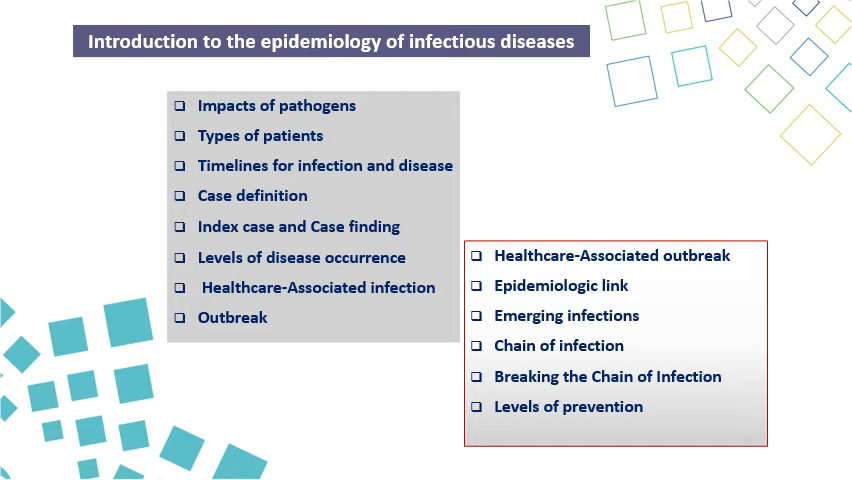 Introduction to the epidemiology of infectious diseases
Impacts of pathogens
Types of patients
Timelines for infection and disease
Case definition
Index case and Case finding
Levels of disease occurrence
Healthcare-Associated infection
Outbreak
Healthcare-Associated outbreak
Epidemiologic link
Emerging infections
Chain of infection
Breaking the Chain of Infection
Levels of prevention